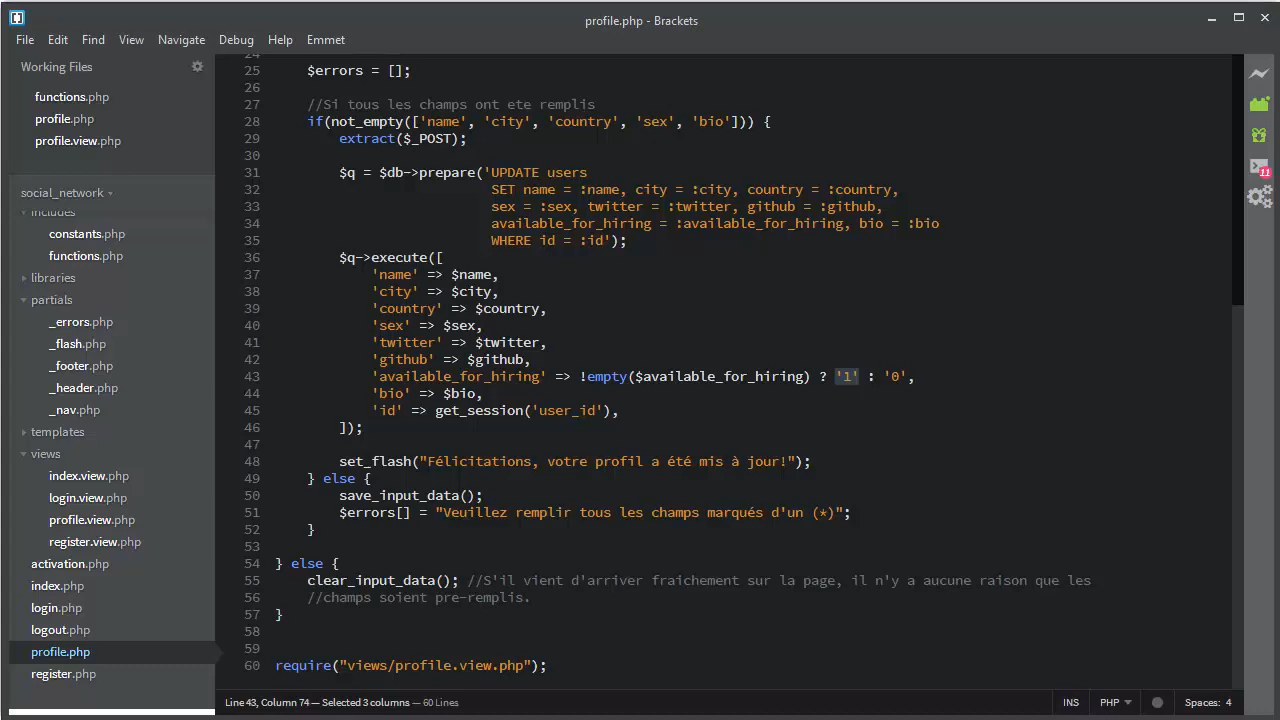 profile.php - Brackets
File Edit Find View Navigate Debug Help Emmet
Working Files
functions.php
profile.php
profile.view.php
social_network
includes
constants.php
functions.php
libraries
partials
_errors.php
_flash.php
_footer.php
_header.php
_nav.php
templates
views
index.view.php
login.view.php
profile.view.php
register.view.php
activation.php
index.php
login.php
logout.php
profile.php
register.php
24
25 $errors = [];
26
27 //Si tous les champs ont ete remplis
28 if(not_empty(['name', 'city', 'country', 'sex', 'bio'])) {
29 extract($_POST);
30
31 $q = $db->prepare('UPDATE users
32 SET name = :name, city = :city, country = :country,
33 sex = :sex, twitter = :twitter, github = :github,
34 available_for_hiring = :available_for_hiring, bio = :bio
35 WHERE id = :id');
36 $q->execute([
37 'name' => $name,
38 'city' => $city,
39 'country' => $country,
40 'sex' => $sex,
41 'twitter' => $twitter,
42 'github' => $github,
43 'available_for_hiring' => !empty($available_for_hiring) ? '1' : '0',
44 'bio' => $bio,
45 'id' => get_session('user_id'),
46 ]);
47
48 set_flash("Félicitations, votre profil a été mis à jour!");
49 } else {
50 save_input_data();
51 $errors[] = "Veuillez remplir tous les champs marqués d'un (*)";
52 }
53
54 } else {
55 clear_input_data(); //S'il vient d'arriver fraichement sur la page, il n'y a aucune raison que les
56 //champs soient pre-remplis.
57 }
58
59
60 require("views/profile.view.php");
11
Line 43, Column 74 — Selected 3 columns — 60 Lines
INS PHP Spaces: 4